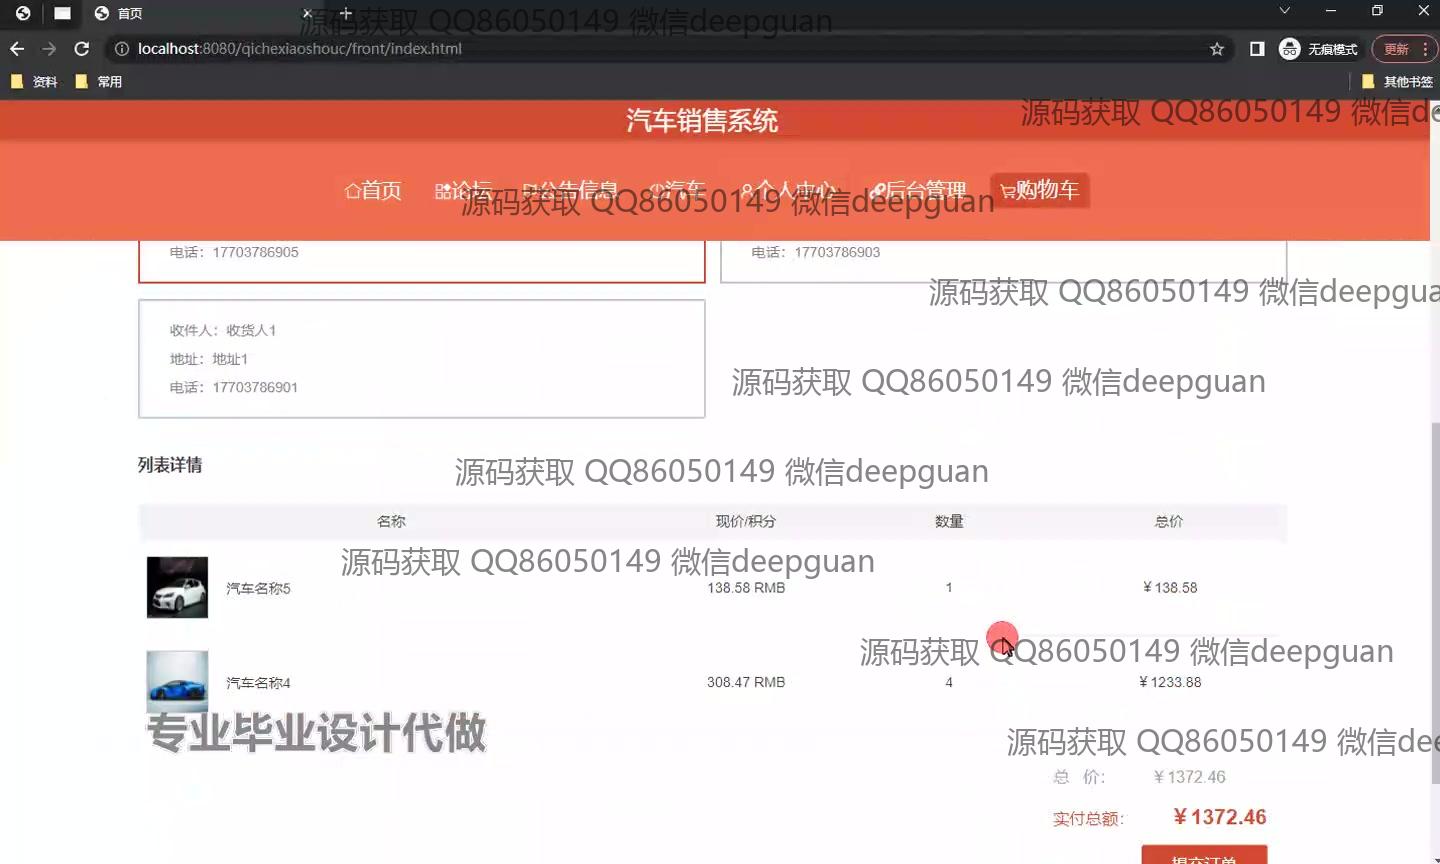 首页
源码获取 QQ86050149 微信deepguan
localhost:8080/qichexiaoshouc/front/index.html
无痕模式
更新
资料
常用
其他书签
汽车销售系统
源码获取 QQ86050149 微信de
首页
论坛
公告信息
汽车
个人中心
后台管理
购物车
源码获取 QQ86050149 微信deepguan
电话：17703786905
电话：17703786903
源码获取 QQ86050149 微信deepgua
收件人：收货人1
地址：地址1
电话：17703786901
源码获取 QQ86050149 微信deepguan
列表详情
源码获取 QQ86050149 微信deepguan
名称
现价/积分
数量
总价
源码获取 QQ86050149 微信deepguan
汽车名称5
138.58 RMB
1
￥138.58
源码获取 QQ86050149 微信deepguan
汽车名称4
308.47 RMB
4
￥1233.88
专业毕业设计代做
源码获取 QQ86050149 微信dee
总 价：
￥1372.46
实付总额：
￥1372.46
提交订单